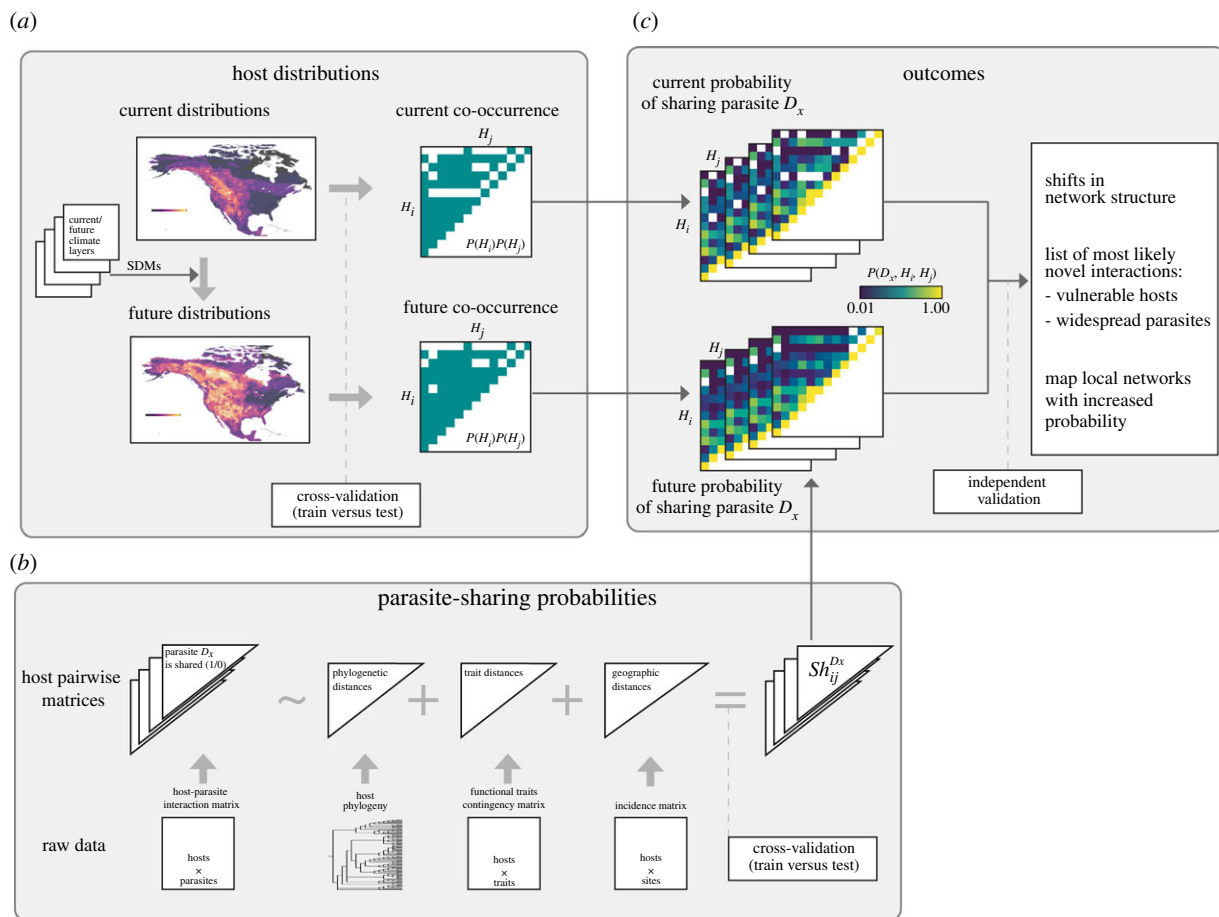 (a)
host distributions
current distributions
current/
future
climate
layers
SDMs
future distributions
current co-occurrence
H_j
H_i
P(H_i)P(H_j)
future co-occurrence
H_j
H_i
P(H_i)P(H_j)
cross-validation
(train versus test)
(c)
outcomes
current probability
of sharing parasite D_x
H_j
H_i
P(D_x, H_i, H_j)
0.01 1.00
H_j
H_i
future probability
of sharing parasite D_x
shifts in
network structure
list of most likely
novel interactions:
- vulnerable hosts
- widespread parasites
map local networks
with increased
probability
independent
validation
(b)
parasite-sharing probabilities
host pairwise
matrices
parasite D_x
is shared (1/0)
~
phylogenetic
distances
+
trait distances
+
geographic
distances
=
Sh_ij^Dx
host-parasite
interaction matrix
host
phylogeny
functional traits
contingency matrix
incidence matrix
raw data
hosts
×
parasites
hosts
×
traits
hosts
×
sites
cross-validation
(train versus test)